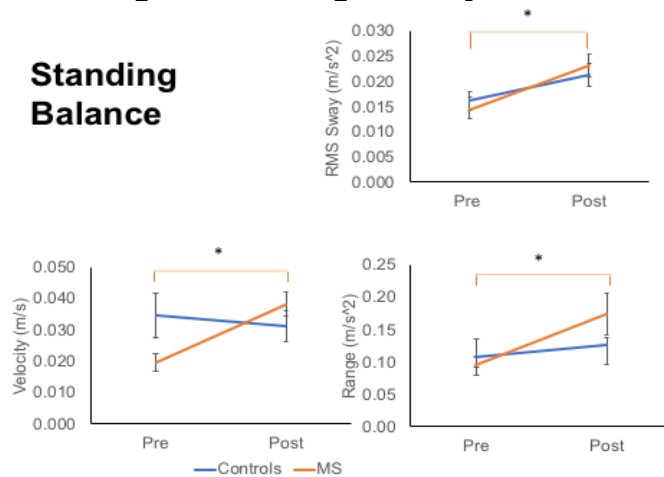 Standing
Balance
*
RMS Sway (m/s^2)
0.030
0.025
0.020
0.015
0.010
0.005
0.000
Pre Post
*
Velocity (m/s)
0.050
0.040
0.030
0.020
0.010
0.000
Pre Post
*
Range (m/s^2)
0.25
0.20
0.15
0.10
0.05
0.00
Pre Post
Controls MS